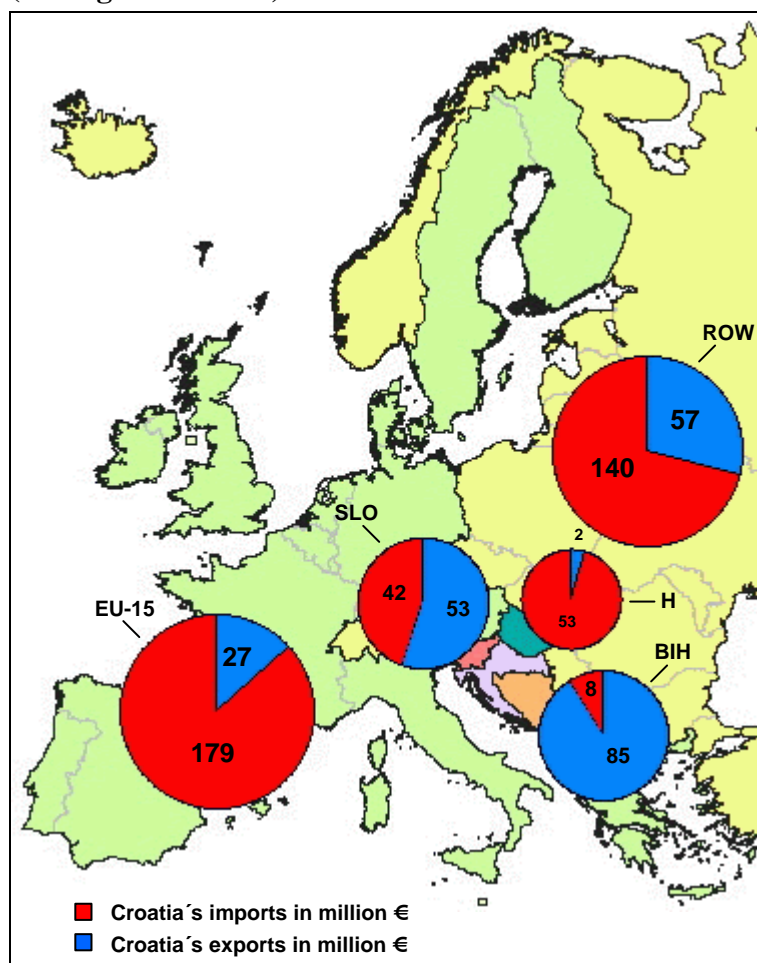 ROW
57
140
SLO
2
42
53
EU-15
53
H
27
BIH
8
179
85
Croatia´s imports in million €
Croatia´s exports in million €